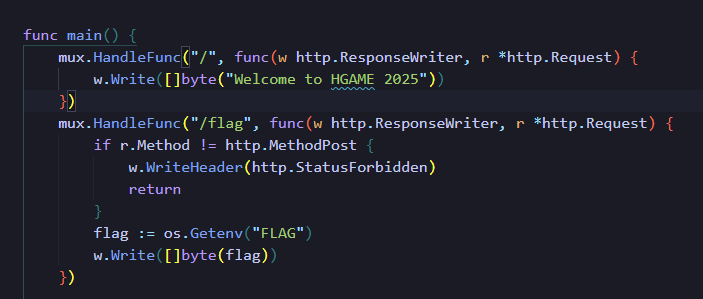 func main() {
    mux.HandleFunc("/", func(w http.ResponseWriter, r *http.Request) {
        w.Write([]byte("Welcome to HGAME 2025"))
    })
    mux.HandleFunc("/flag", func(w http.ResponseWriter, r *http.Request) {
        if r.Method != http.MethodPost {
            w.WriteHeader(http.StatusForbidden)
            return
        }
        flag := os.Getenv("FLAG")
        w.Write([]byte(flag))
    })